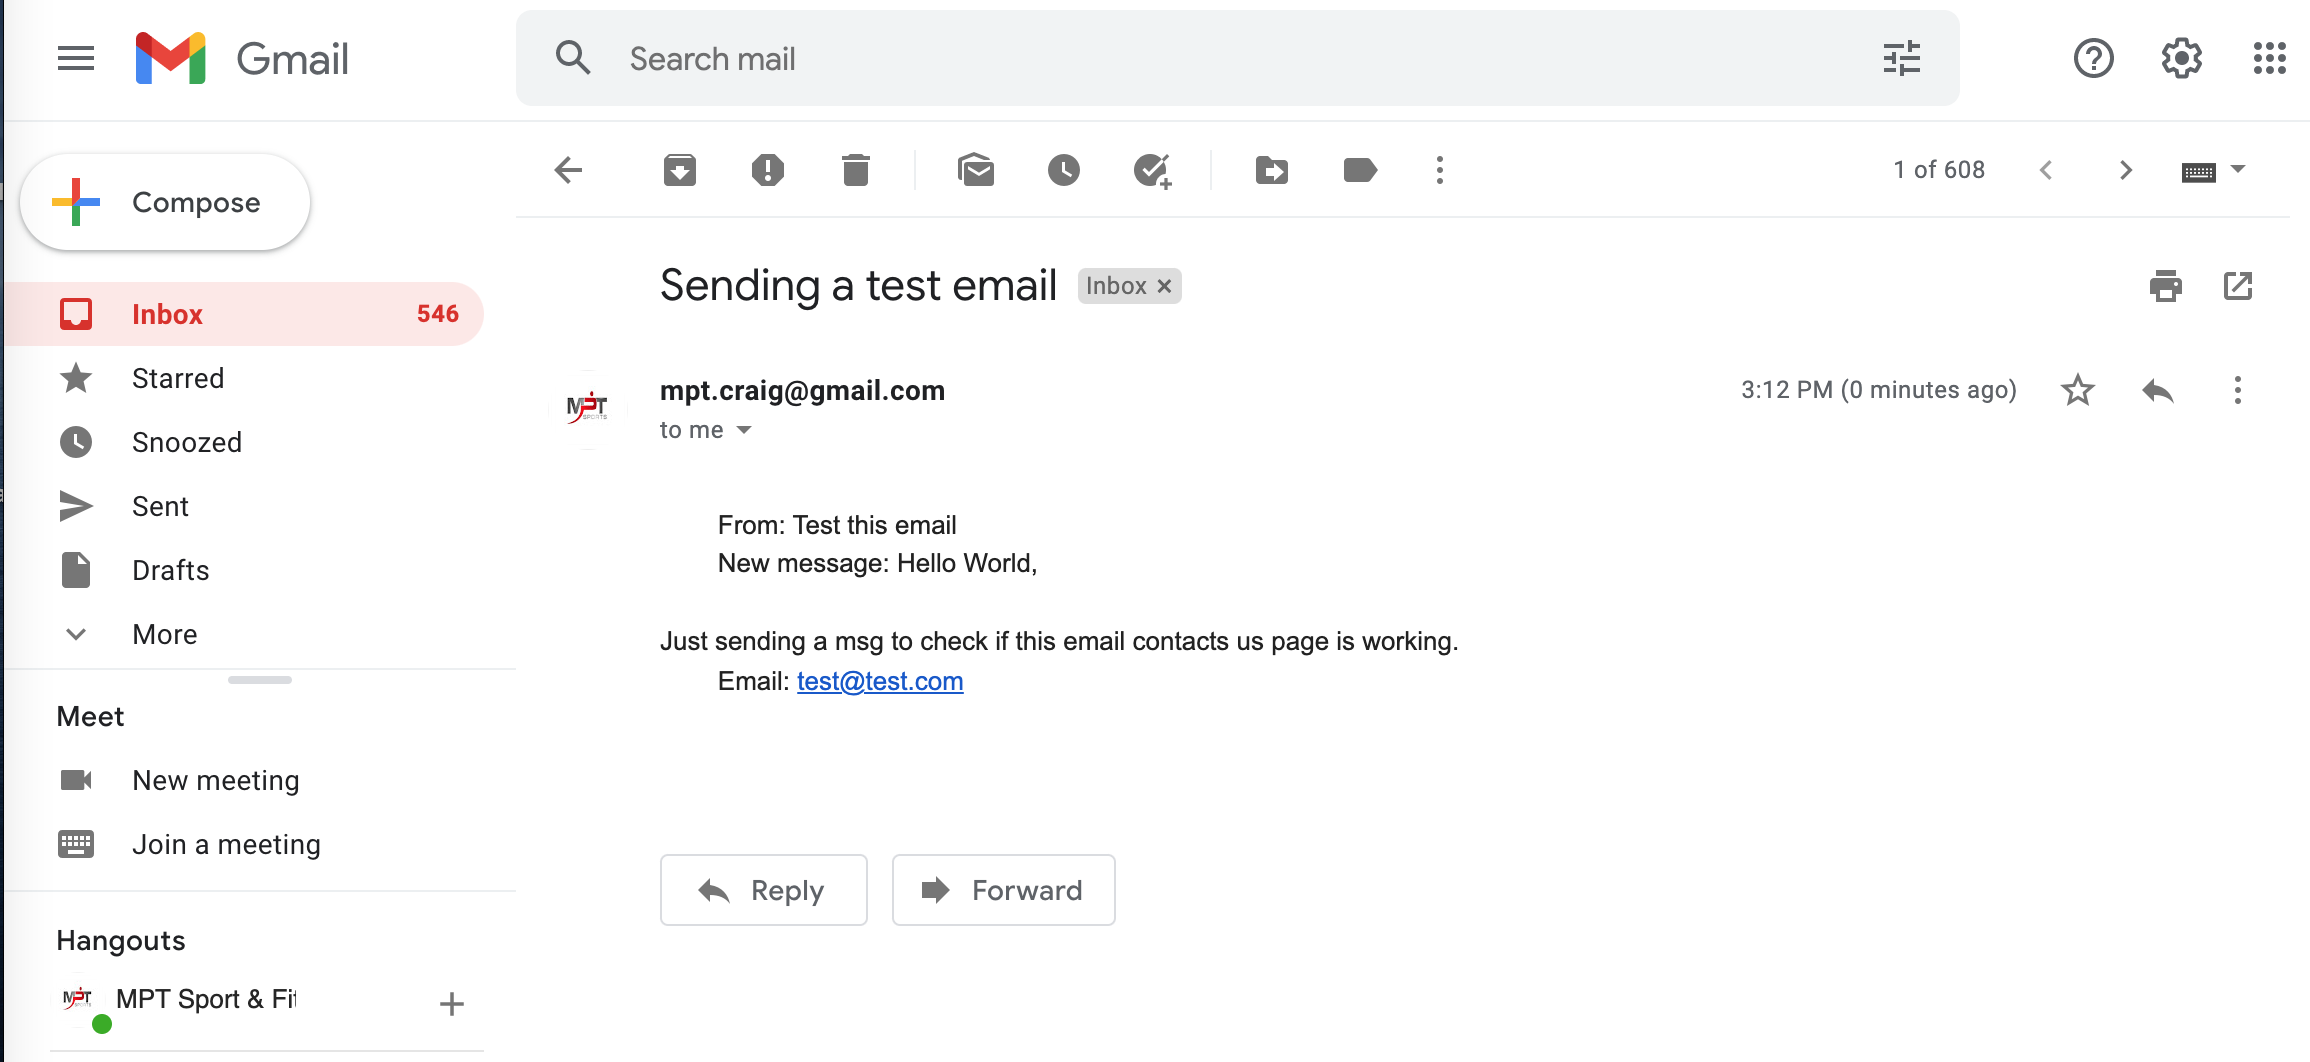 Gmail
Search mail
Compose
1 of 608
Inbox 546
Starred
Snoozed
Sent
Drafts
More
Meet
New meeting
Join a meeting
Hangouts
MPT Sport & Fit
Sending a test email Inbox ×
MPT
SPORTS
mpt.craig@gmail.com
3:12 PM (0 minutes ago)
to me
From: Test this email
New message: Hello World,
Just sending a msg to check if this email contacts us page is working.
Email: test@test.com
Reply
Forward